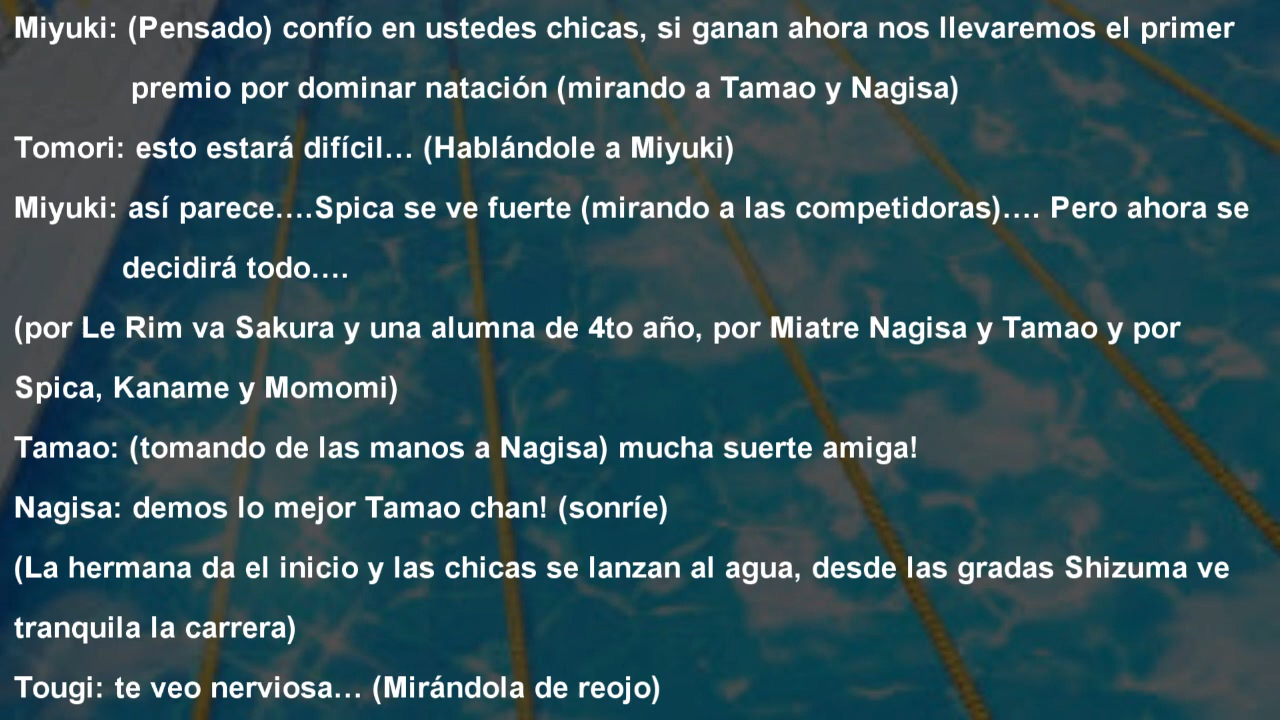 Miyuki: (Pensado) confío en ustedes chicas, si ganan ahora nos llevaremos el primer
premio por dominar natación (mirando a Tamao y Nagisa)
Tomori: esto estará difícil… (Hablándole a Miyuki)
Miyuki: así parece….Spica se ve fuerte (mirando a las competidoras)…. Pero ahora se
decidirá todo….
(por Le Rim va Sakura y una alumna de 4to año, por Miatre Nagisa y Tamao y por
Spica, Kaname y Momomi)
Tamao: (tomando de las manos a Nagisa) mucha suerte amiga!
Nagisa: demos lo mejor Tamao chan! (sonríe)
(La hermana da el inicio y las chicas se lanzan al agua, desde las gradas Shizuma ve
tranquila la carrera)
Tougi: te veo nerviosa… (Mirándola de reojo)